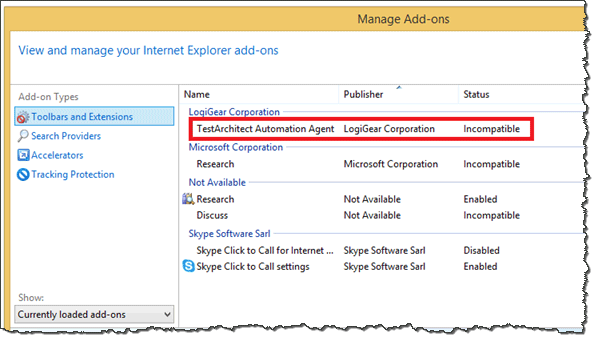 Manage Add-ons
View and manage your Internet Explorer add-ons
Add-on Types
Toolbars and Extensions
Search Providers
Accelerators
Tracking Protection
Show:
Currently loaded add-ons
Name Publisher Status
LogiGear Corporation
TestArchitect Automation Agent LogiGear Corporation Incompatible
Microsoft Corporation
Research Microsoft Corporation Incompatible
Not Available
Research Not Available Enabled
Discuss Not Available Incompatible
Skype Software Sarl
Skype Click to Call for Internet ... Skype Software Sarl Disabled
Skype Click to Call settings Skype Software Sarl Enabled